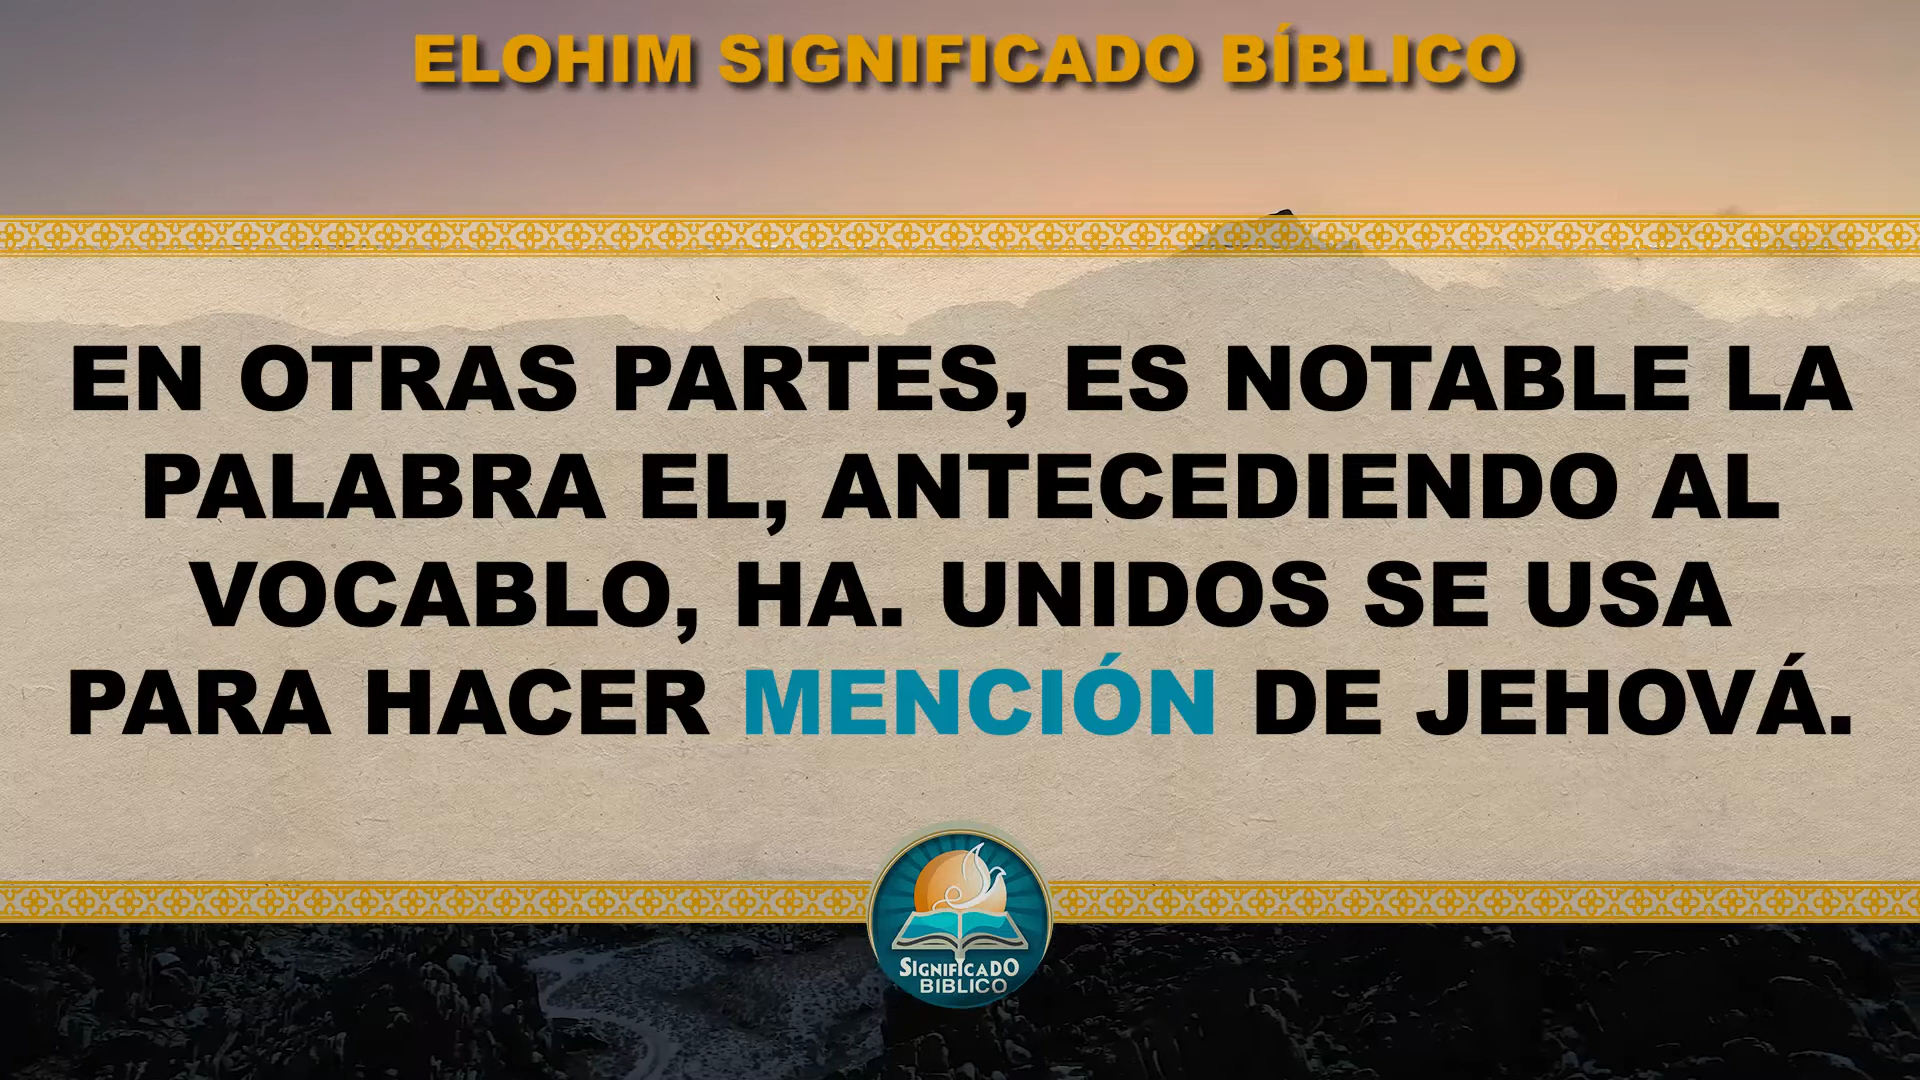 ELOHIM SIGNIFICADO BÍBLICO
EN OTRAS PARTES, ES NOTABLE LA
PALABRA EL, ANTECEDIENDO AL
VOCABLO, HA. UNIDOS SE USA
PARA HACER MENCIÓN DE JEHOVÁ.
SIGNIFICADO
BIBLICO